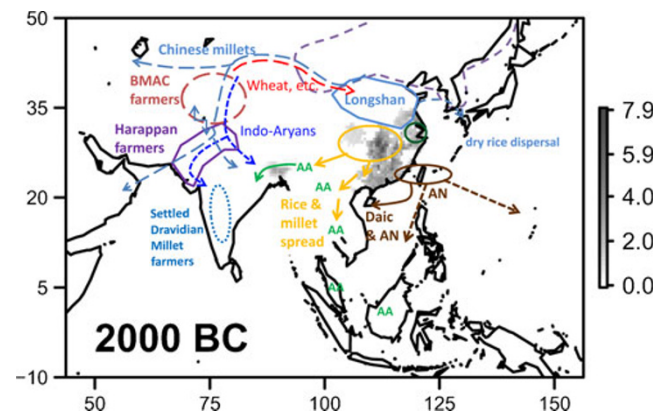 50
35
20
5
−10
50
75
100
125
150
7.9
5.9
4.0
2.0
0.0
Chinese millets
BMAC
farmers
Wheat, etc.
Longshan
Harappan
farmers
Indo-Aryans
dry rice dispersal
AA
AA
AN
Settled
Dravidian
Millet
farmers
Rice &
millet
spread
Daic
& AN
AA
AA
AA
2000 BC